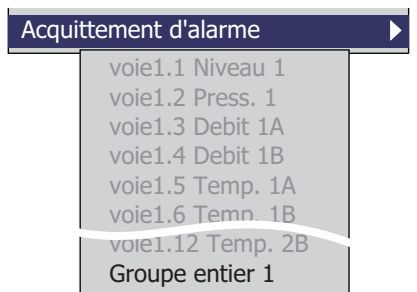 Acquittement d'alarme
voie1.1 Niveau 1
voie1.2 Press. 1
voie1.3 Debit 1A
voie1.4 Debit 1B
voie1.5 Temp. 1A
voie1.6 Temp. 1B
voie1.12 Temp. 2B
Groupe entier 1